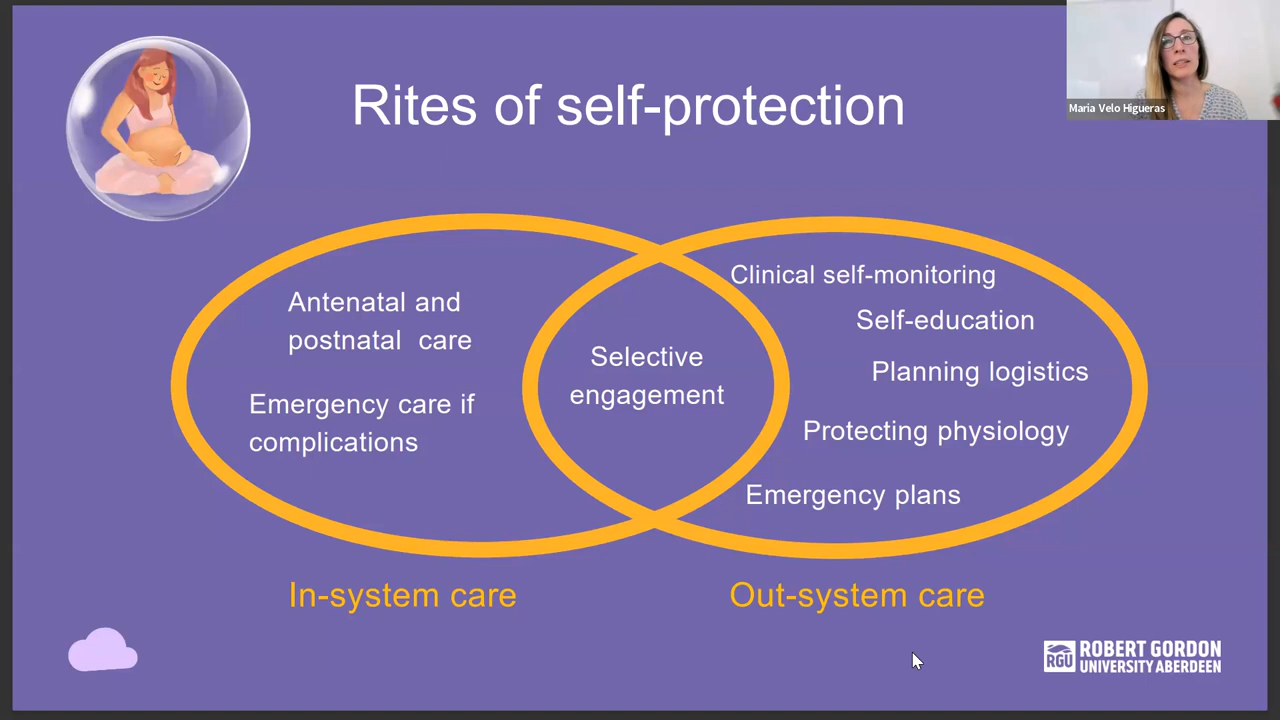 Rites of self-protection
Maria Velo Higueras
Antenatal and
postnatal care
Emergency care if
complications
Selective
engagement
Clinical self-monitoring
Self-education
Planning logistics
Protecting physiology
Emergency plans
In-system care
Out-system care
RGU
ROBERT GORDON
UNIVERSITY ABERDEEN